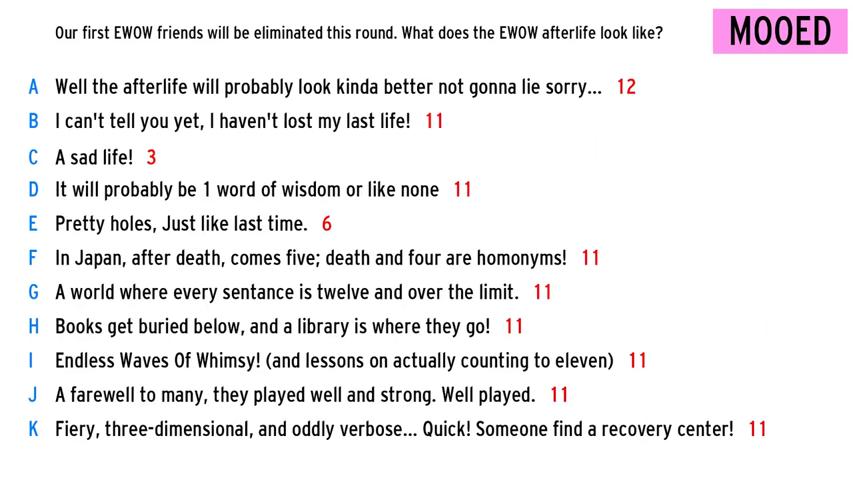 Our first EWOW friends will be eliminated this round. What does the EWOW afterlife look like?
MOOED
A Well the afterlife will probably look kinda better not gonna lie sorry... 12
B I can't tell you yet, I haven't lost my last life! 11
C A sad life! 3
D It will probably be 1 word of wisdom or like none 11
E Pretty holes, Just like last time. 6
F In Japan, after death, comes five; death and four are homonyms! 11
G A world where every sentance is twelve and over the limit. 11
H Books get buried below, and a library is where they go! 11
I Endless Waves Of Whimsy! (and lessons on actually counting to eleven) 11
J A farewell to many, they played well and strong. Well played. 11
K Fiery, three-dimensional, and oddly verbose... Quick! Someone find a recovery center! 11